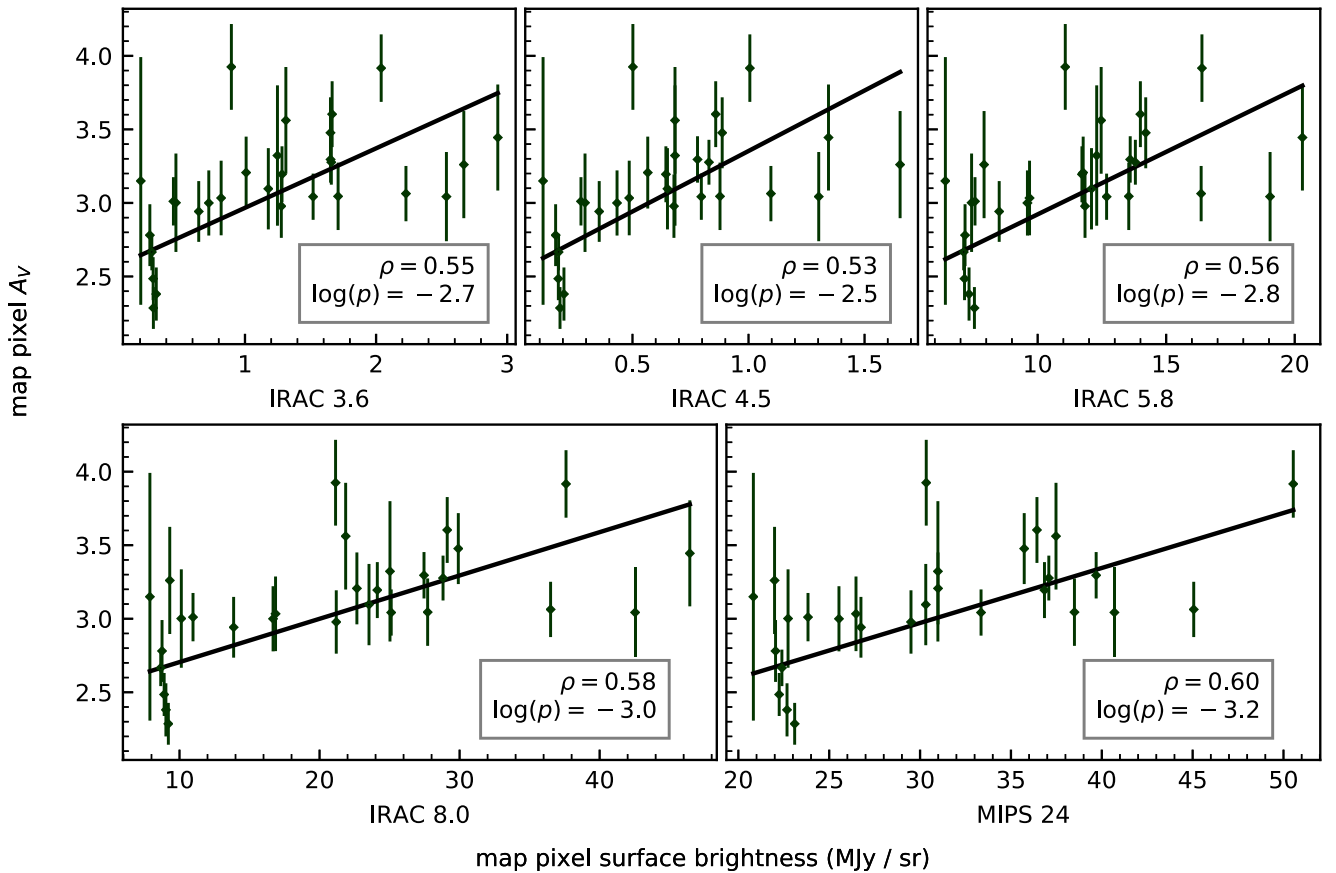 map pixel A_V
4.0
3.5
3.0
2.5
ρ = 0.55
log(p) = −2.7
1
2
3
IRAC 3.6
ρ = 0.53
log(p) = −2.5
0.5
1.0
1.5
IRAC 4.5
ρ = 0.56
log(p) = −2.8
10
15
20
IRAC 5.8
4.0
3.5
3.0
2.5
ρ = 0.58
log(p) = −3.0
10
20
30
40
IRAC 8.0
ρ = 0.60
log(p) = −3.2
20
25
30
35
40
45
50
MIPS 24
map pixel surface brightness (MJy / sr)